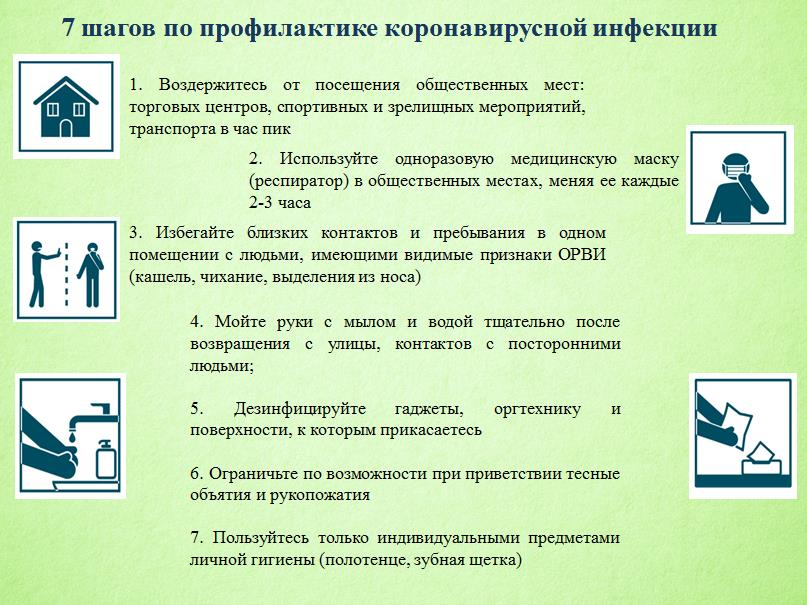 7 шагов по профилактике коронавирусной инфекции
1. Воздержитесь от посещения общественных мест:
торговых центров, спортивных и зрелищных мероприятий,
транспорта в час пик
2. Используйте одноразовую медицинскую маску
(респиратор) в общественных местах, меняя ее каждые
2-3 часа
3. Избегайте близких контактов и пребывания в одном
помещении с людьми, имеющими видимые признаки ОРВИ
(кашель, чихание, выделения из носа)
4. Мойте руки с мылом и водой тщательно после
возвращения с улицы, контактов с посторонними
людьми;
5. Дезинфицируйте гаджеты, оргтехнику и
поверхности, к которым прикасаетесь
6. Ограничьте по возможности при приветствии тесные
объятия и рукопожатия
7. Пользуйтесь только индивидуальными предметами
личной гигиены (полотенце, зубная щетка)